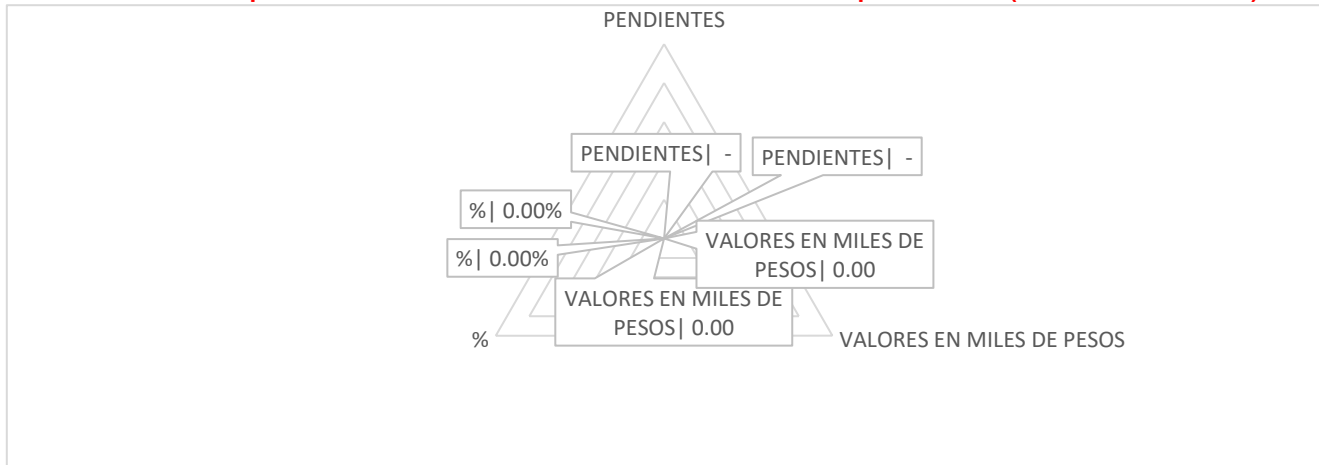 PENDIENTES
PENDIENTES| -
PENDIENTES| -
%| 0.00%
VALORES EN MILES DE
PESOS| 0.00
%| 0.00%
VALORES EN MILES DE
PESOS| 0.00
%
VALORES EN MILES DE PESOS